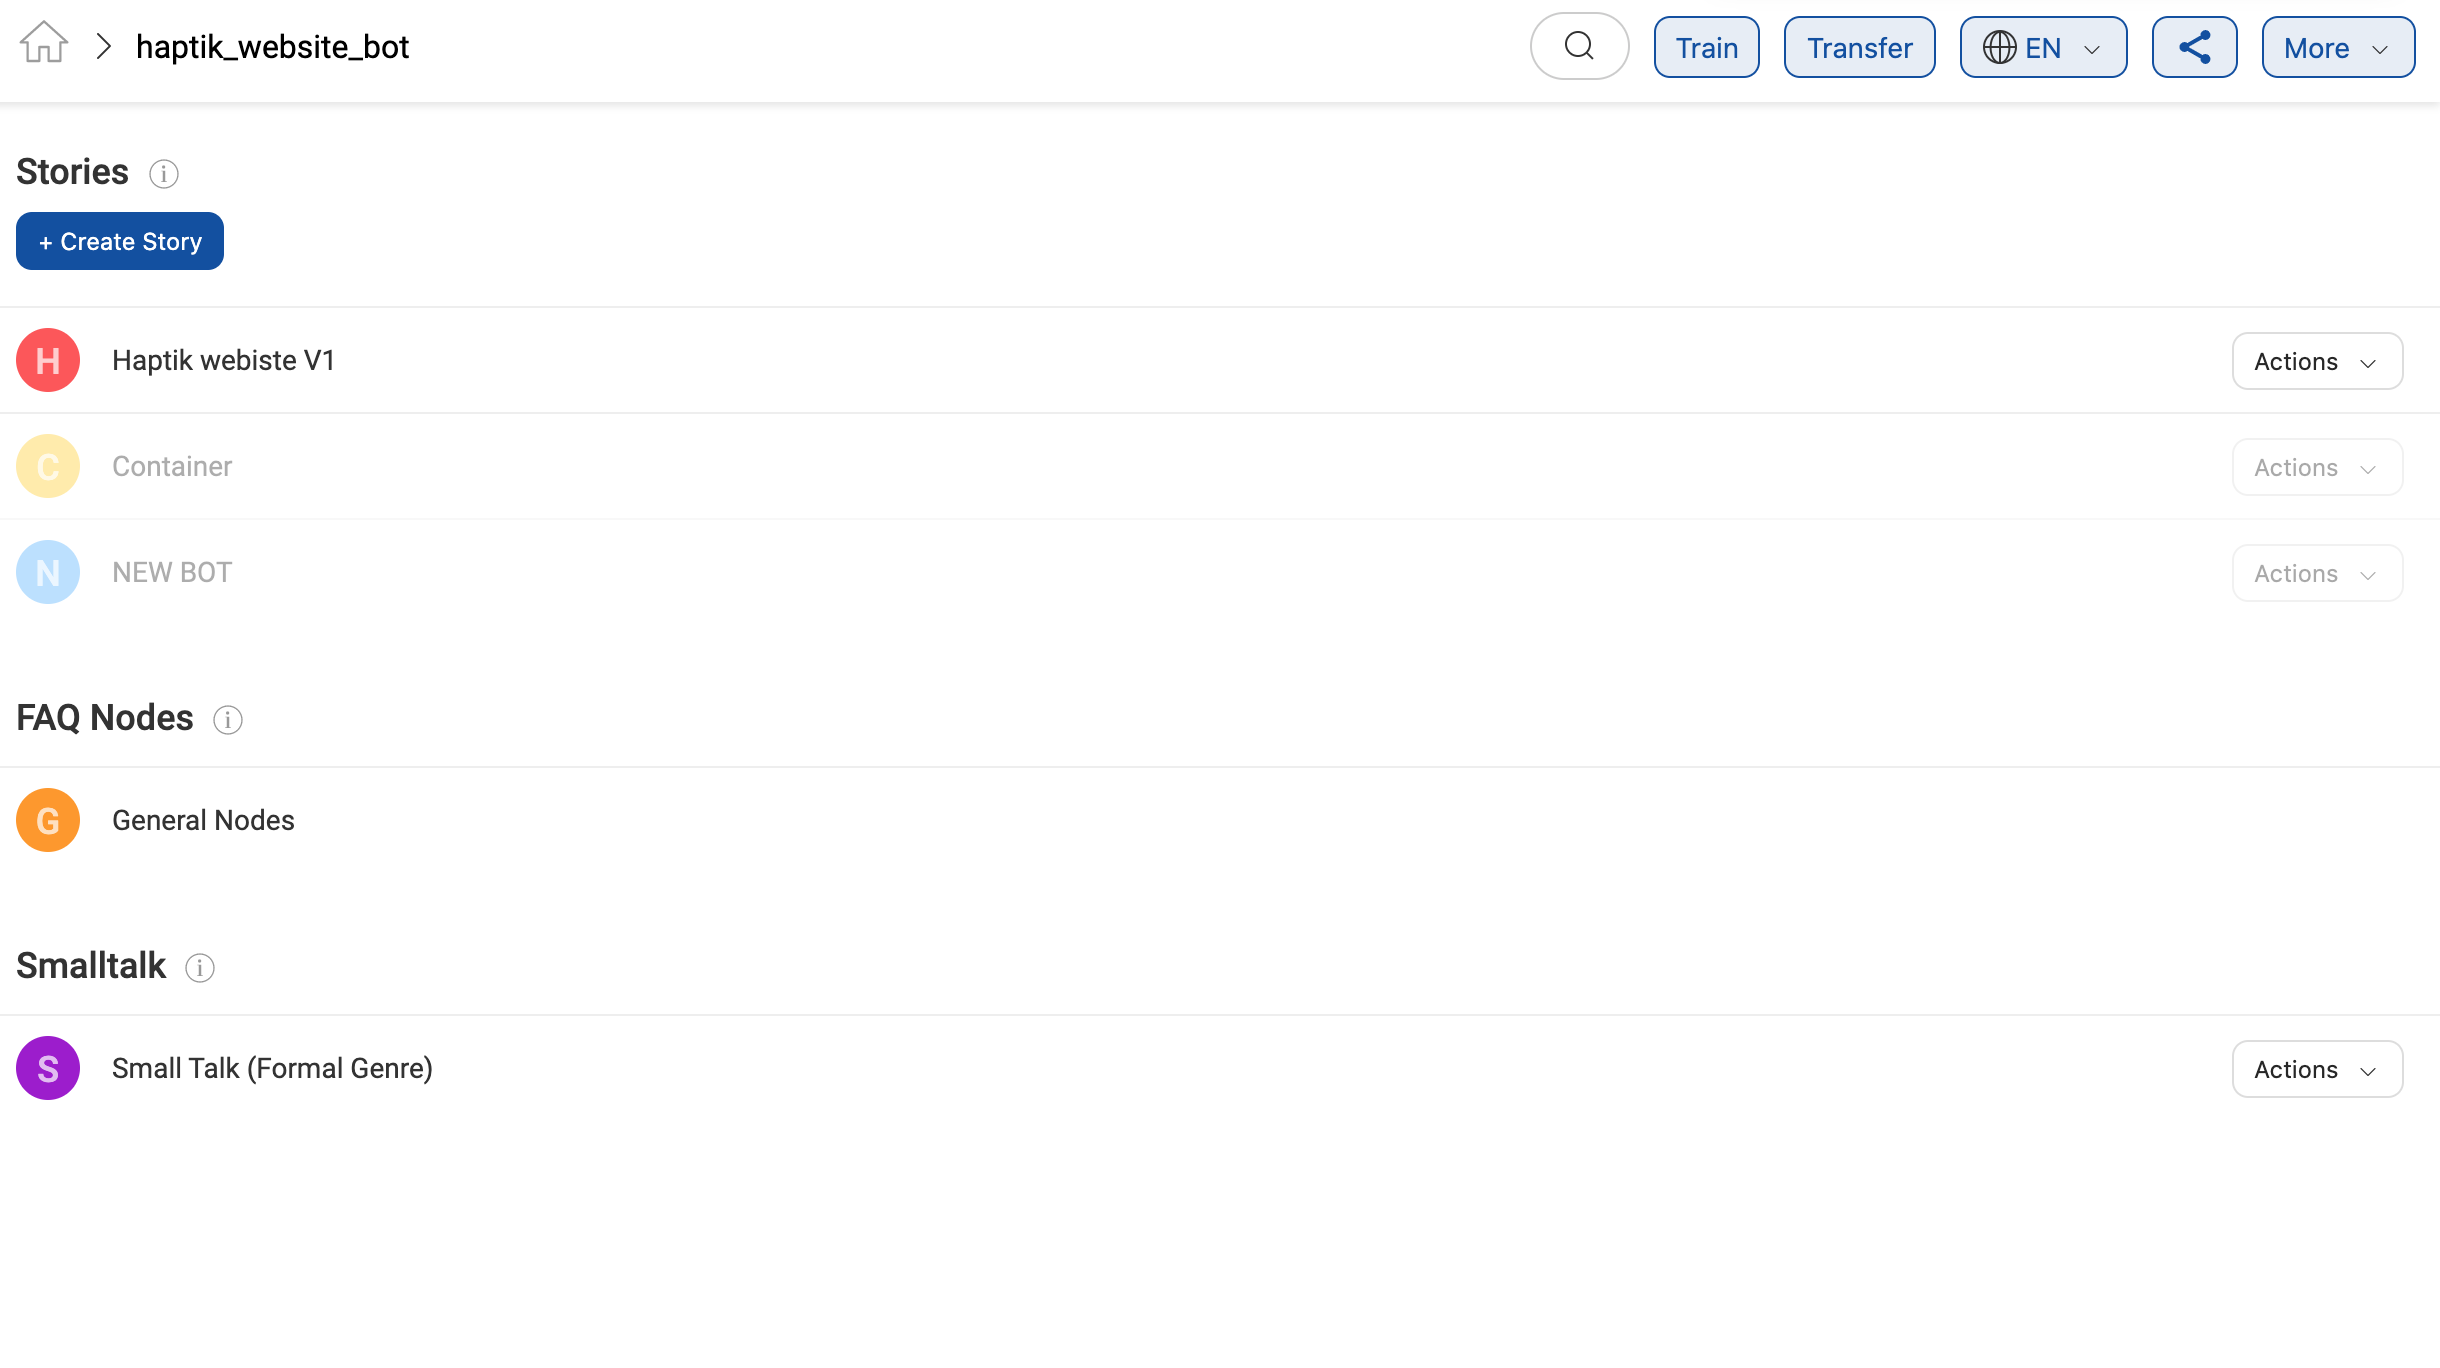 haptik_website_bot
Train
Transfer
EN
More
Stories
+ Create Story
H Haptik webiste V1 Actions
C Container Actions
N NEW BOT Actions
FAQ Nodes
G General Nodes
Smalltalk
S Small Talk (Formal Genre) Actions